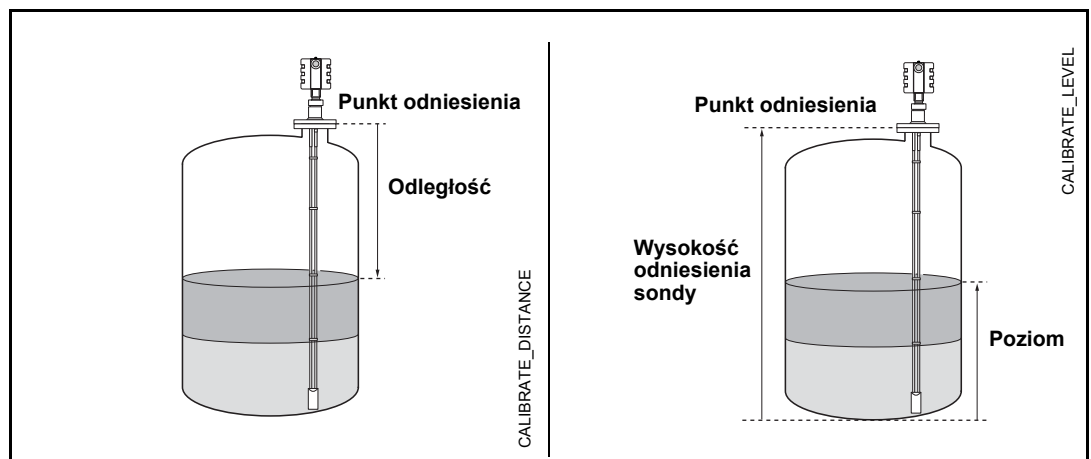 Punkt odniesienia
Odległość
CALIBRATE_DISTANCE
Punkt odniesienia
Wysokość
odniesienia
sondy
Poziom
CALIBRATE_LEVEL